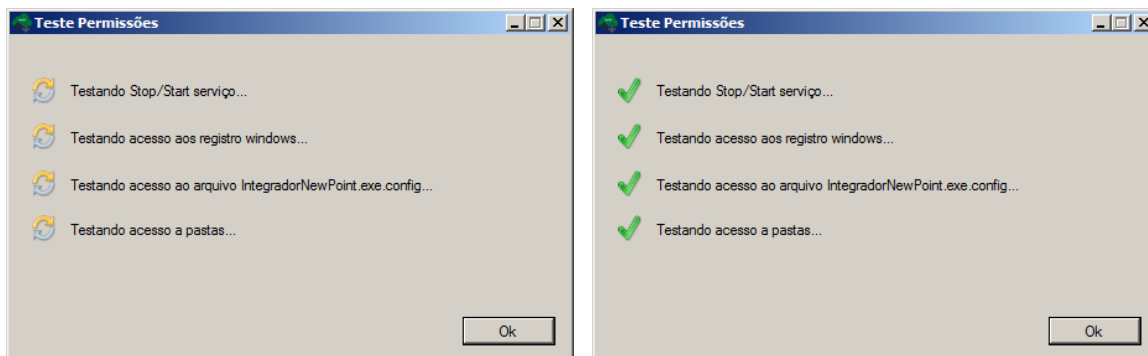 Teste Permissões
Testando Stop/Start serviço...
Testando acesso aos registro windows...
Testando acesso ao arquivo IntegradorNewPoint.exe.config...
Testando acesso a pastas...
Ok
Teste Permissões
Testando Stop/Start serviço...
Testando acesso aos registro windows...
Testando acesso ao arquivo IntegradorNewPoint.exe.config...
Testando acesso a pastas...
Ok